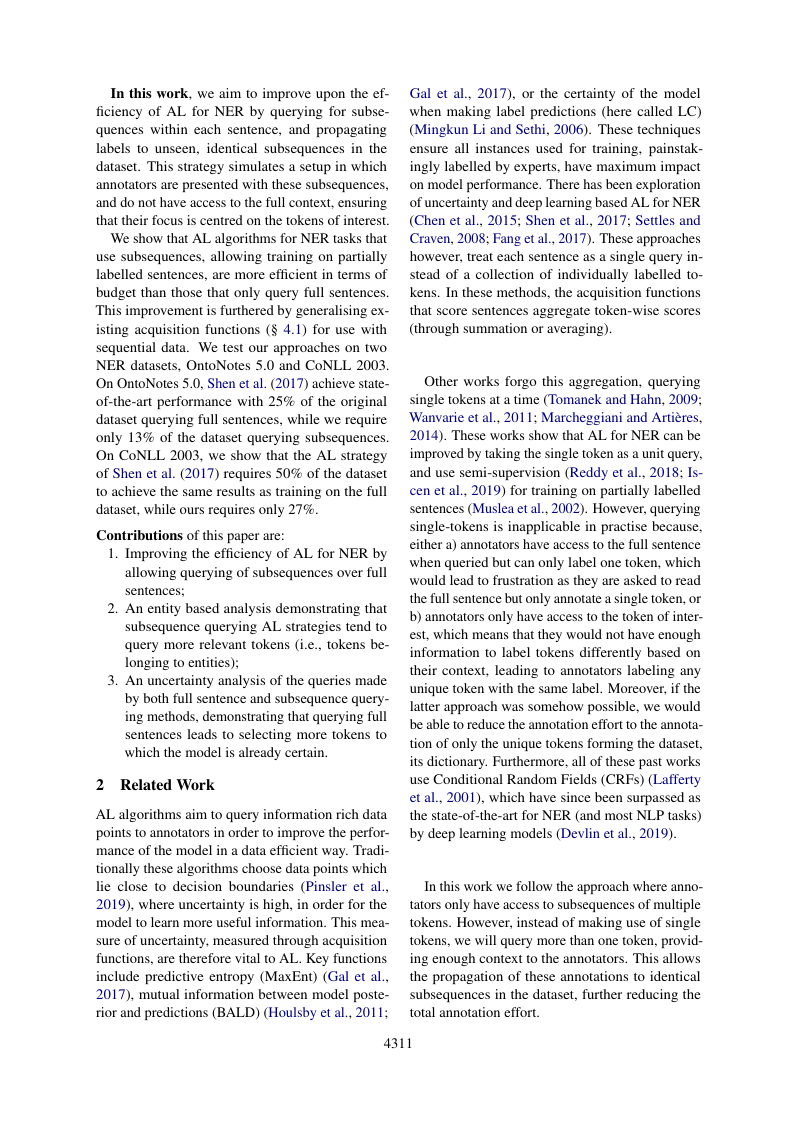 In this work, we aim to improve upon the ef-
ficiency of AL for NER by querying for subse-
quences within each sentence, and propagating
labels to unseen, identical subsequences in the
dataset. This strategy simulates a setup in which
annotators are presented with these subsequences,
and do not have access to the full context, ensuring
that their focus is centred on the tokens of interest.
We show that AL algorithms for NER tasks that
use subsequences, allowing training on partially
labelled sentences, are more efficient in terms of
budget than those that only query full sentences.
This improvement is furthered by generalising ex-
isting acquisition functions (§ 4.1) for use with
sequential data. We test our approaches on two
NER datasets, OntoNotes 5.0 and CoNLL 2003.
On OntoNotes 5.0, Shen et al. (2017) achieve state-
of-the-art performance with 25% of the original
dataset querying full sentences, while we require
only 13% of the dataset querying subsequences.
On CoNLL 2003, we show that the AL strategy
of Shen et al. (2017) requires 50% of the dataset
to achieve the same results as training on the full
dataset, while ours requires only 27%.
Contributions of this paper are:
1. Improving the efficiency of AL for NER by
allowing querying of subsequences over full
sentences;
2. An entity based analysis demonstrating that
subsequence querying AL strategies tend to
query more relevant tokens (i.e., tokens be-
longing to entities);
3. An uncertainty analysis of the queries made
by both full sentence and subsequence query-
ing methods, demonstrating that querying full
sentences leads to selecting more tokens to
which the model is already certain.
2 Related Work
AL algorithms aim to query information rich data
points to annotators in order to improve the perfor-
mance of the model in a data efficient way. Tradi-
tionally these algorithms choose data points which
lie close to decision boundaries (Pinsler et al.,
2019), where uncertainty is high, in order for the
model to learn more useful information. This mea-
sure of uncertainty, measured through acquisition
functions, are therefore vital to AL. Key functions
include predictive entropy (MaxEnt) (Gal et al.,
2017), mutual information between model poste-
rior and predictions (BALD) (Houlsby et al., 2011;
Gal et al., 2017), or the certainty of the model
when making label predictions (here called LC)
(Mingkun Li and Sethi, 2006). These techniques
ensure all instances used for training, painstak-
ingly labelled by experts, have maximum impact
on model performance. There has been exploration
of uncertainty and deep learning based AL for NER
(Chen et al., 2015; Shen et al., 2017; Settles and
Craven, 2008; Fang et al., 2017). These approaches
however, treat each sentence as a single query in-
stead of a collection of individually labelled to-
kens. In these methods, the acquisition functions
that score sentences aggregate token-wise scores
(through summation or averaging).
Other works forgo this aggregation, querying
single tokens at a time (Tomanek and Hahn, 2009;
Wanvarie et al., 2011; Marcheggiani and Artières,
2014). These works show that AL for NER can be
improved by taking the single token as a unit query,
and use semi-supervision (Reddy et al., 2018; Is-
cen et al., 2019) for training on partially labelled
sentences (Muslea et al., 2002). However, querying
single-tokens is inapplicable in practise because,
either a) annotators have access to the full sentence
when queried but can only label one token, which
would lead to frustration as they are asked to read
the full sentence but only annotate a single token, or
b) annotators only have access to the token of inter-
est, which means that they would not have enough
information to label tokens differently based on
their context, leading to annotators labeling any
unique token with the same label. Moreover, if the
latter approach was somehow possible, we would
be able to reduce the annotation effort to the annota-
tion of only the unique tokens forming the dataset,
its dictionary. Furthermore, all of these past works
use Conditional Random Fields (CRFs) (Lafferty
et al., 2001), which have since been surpassed as
the state-of-the-art for NER (and most NLP tasks)
by deep learning models (Devlin et al., 2019).
In this work we follow the approach where anno-
tators only have access to subsequences of multiple
tokens. However, instead of making use of single
tokens, we will query more than one token, provid-
ing enough context to the annotators. This allows
the propagation of these annotations to identical
subsequences in the dataset, further reducing the
total annotation effort.
4311